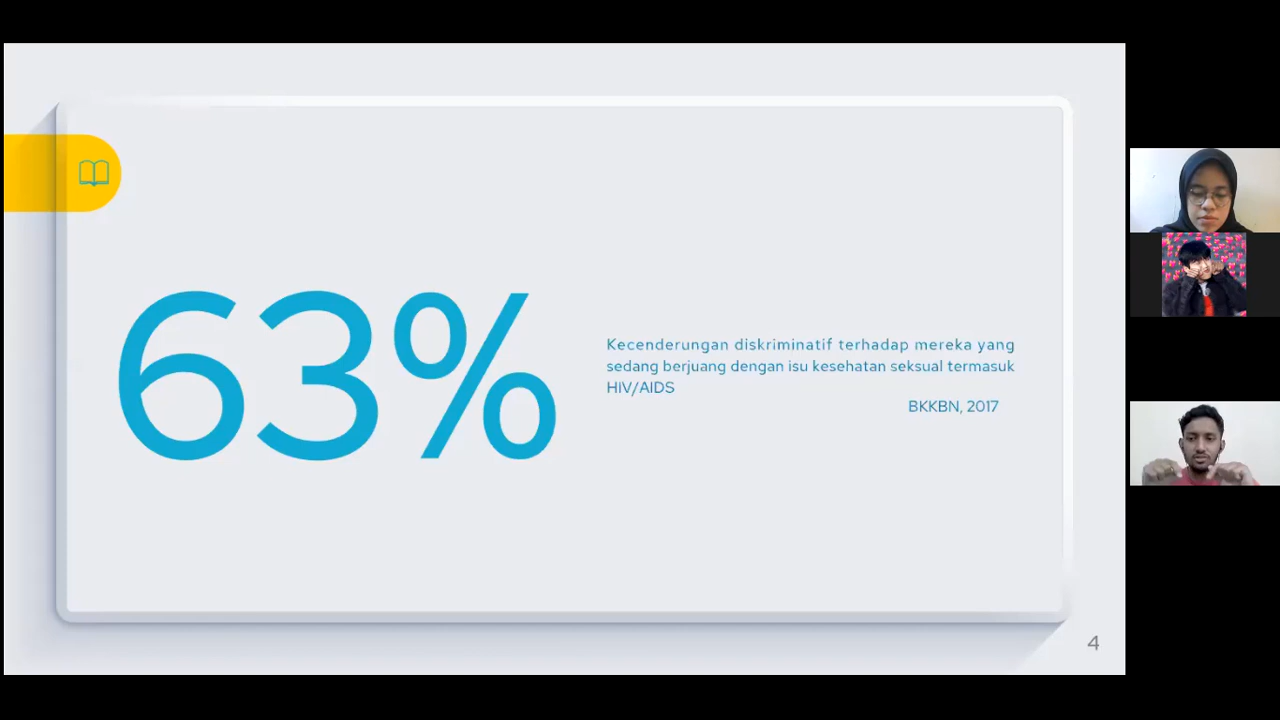 63%
Kecenderungan diskriminatif terhadap mereka yang
sedang berjuang dengan isu kesehatan seksual termasuk
HIV/AIDS
BKKBN, 2017
4